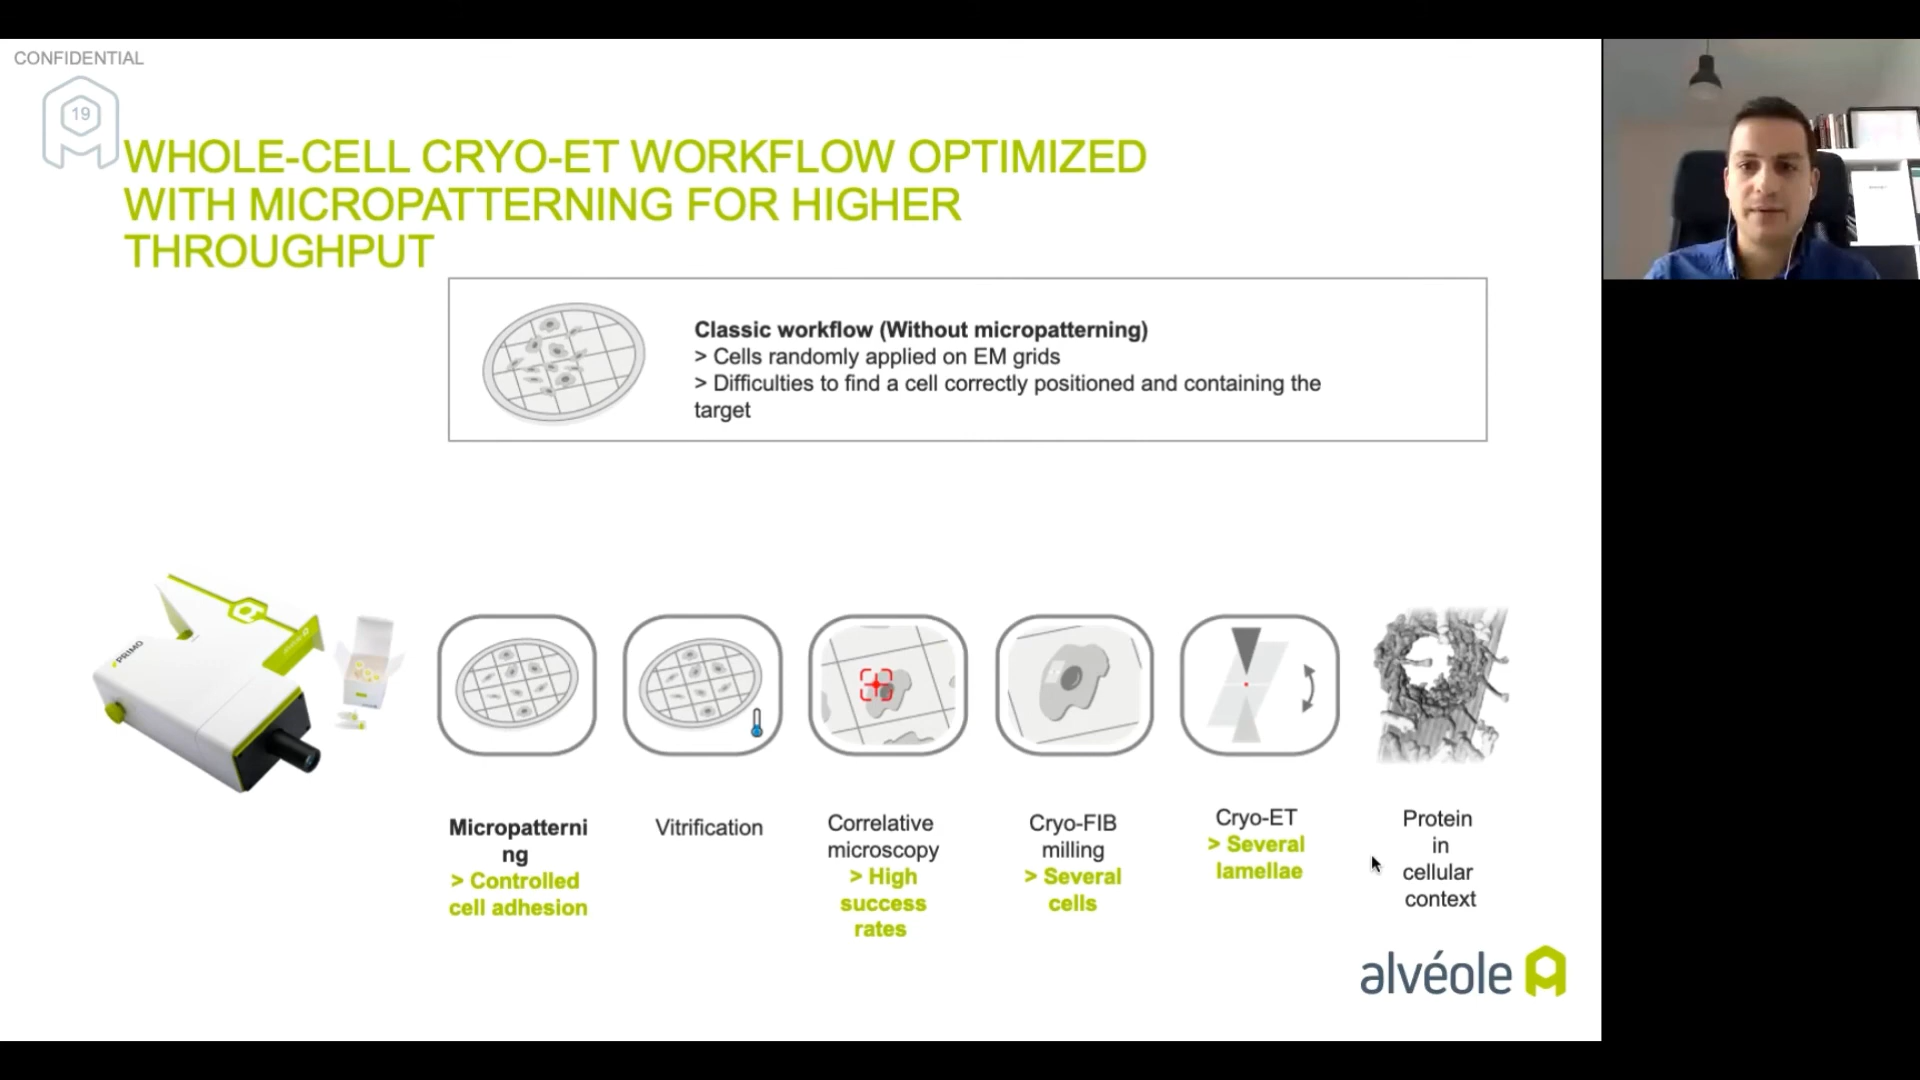 CONFIDENTIAL
19
WHOLE-CELL CRYO-ET WORKFLOW OPTIMIZED
WITH MICROPATTERNING FOR HIGHER
THROUGHPUT
Classic workflow (Without micropatterning)
> Cells randomly applied on EM grids
> Difficulties to find a cell correctly positioned and containing the
target
PRIMO
Micropatterni
ng
> Controlled
cell adhesion
Vitrification
Correlative
microscopy
> High
success
rates
Cryo-FIB
milling
> Several
cells
Cryo-ET
> Several
lamellae
Protein
in
cellular
context
alvéole